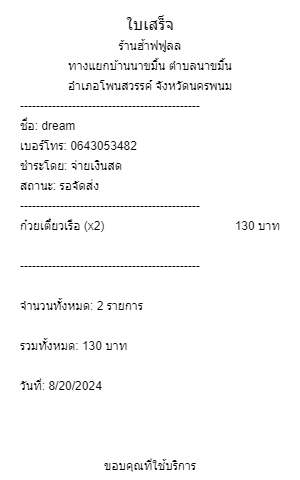 ใบเสร็จ
ร้านฮ้าฟฟูลล
ทางแยกบ้านนาขมิ้น ตำบลนาขมิ้น
อำเภอโพนสวรรค์ จังหวัดนครพนม
---------------------------------------------
ชื่อ: dream
เบอร์โทร: 0643053482
ชำระโดย: จ่ายเงินสด
สถานะ: รอจัดส่ง
---------------------------------------------
ก๋วยเตี๋ยวเรือ (x2) 130 บาท
---------------------------------------------
จำนวนทั้งหมด: 2 รายการ
รวมทั้งหมด: 130 บาท
วันที่: 8/20/2024
ขอบคุณที่ใช้บริการ